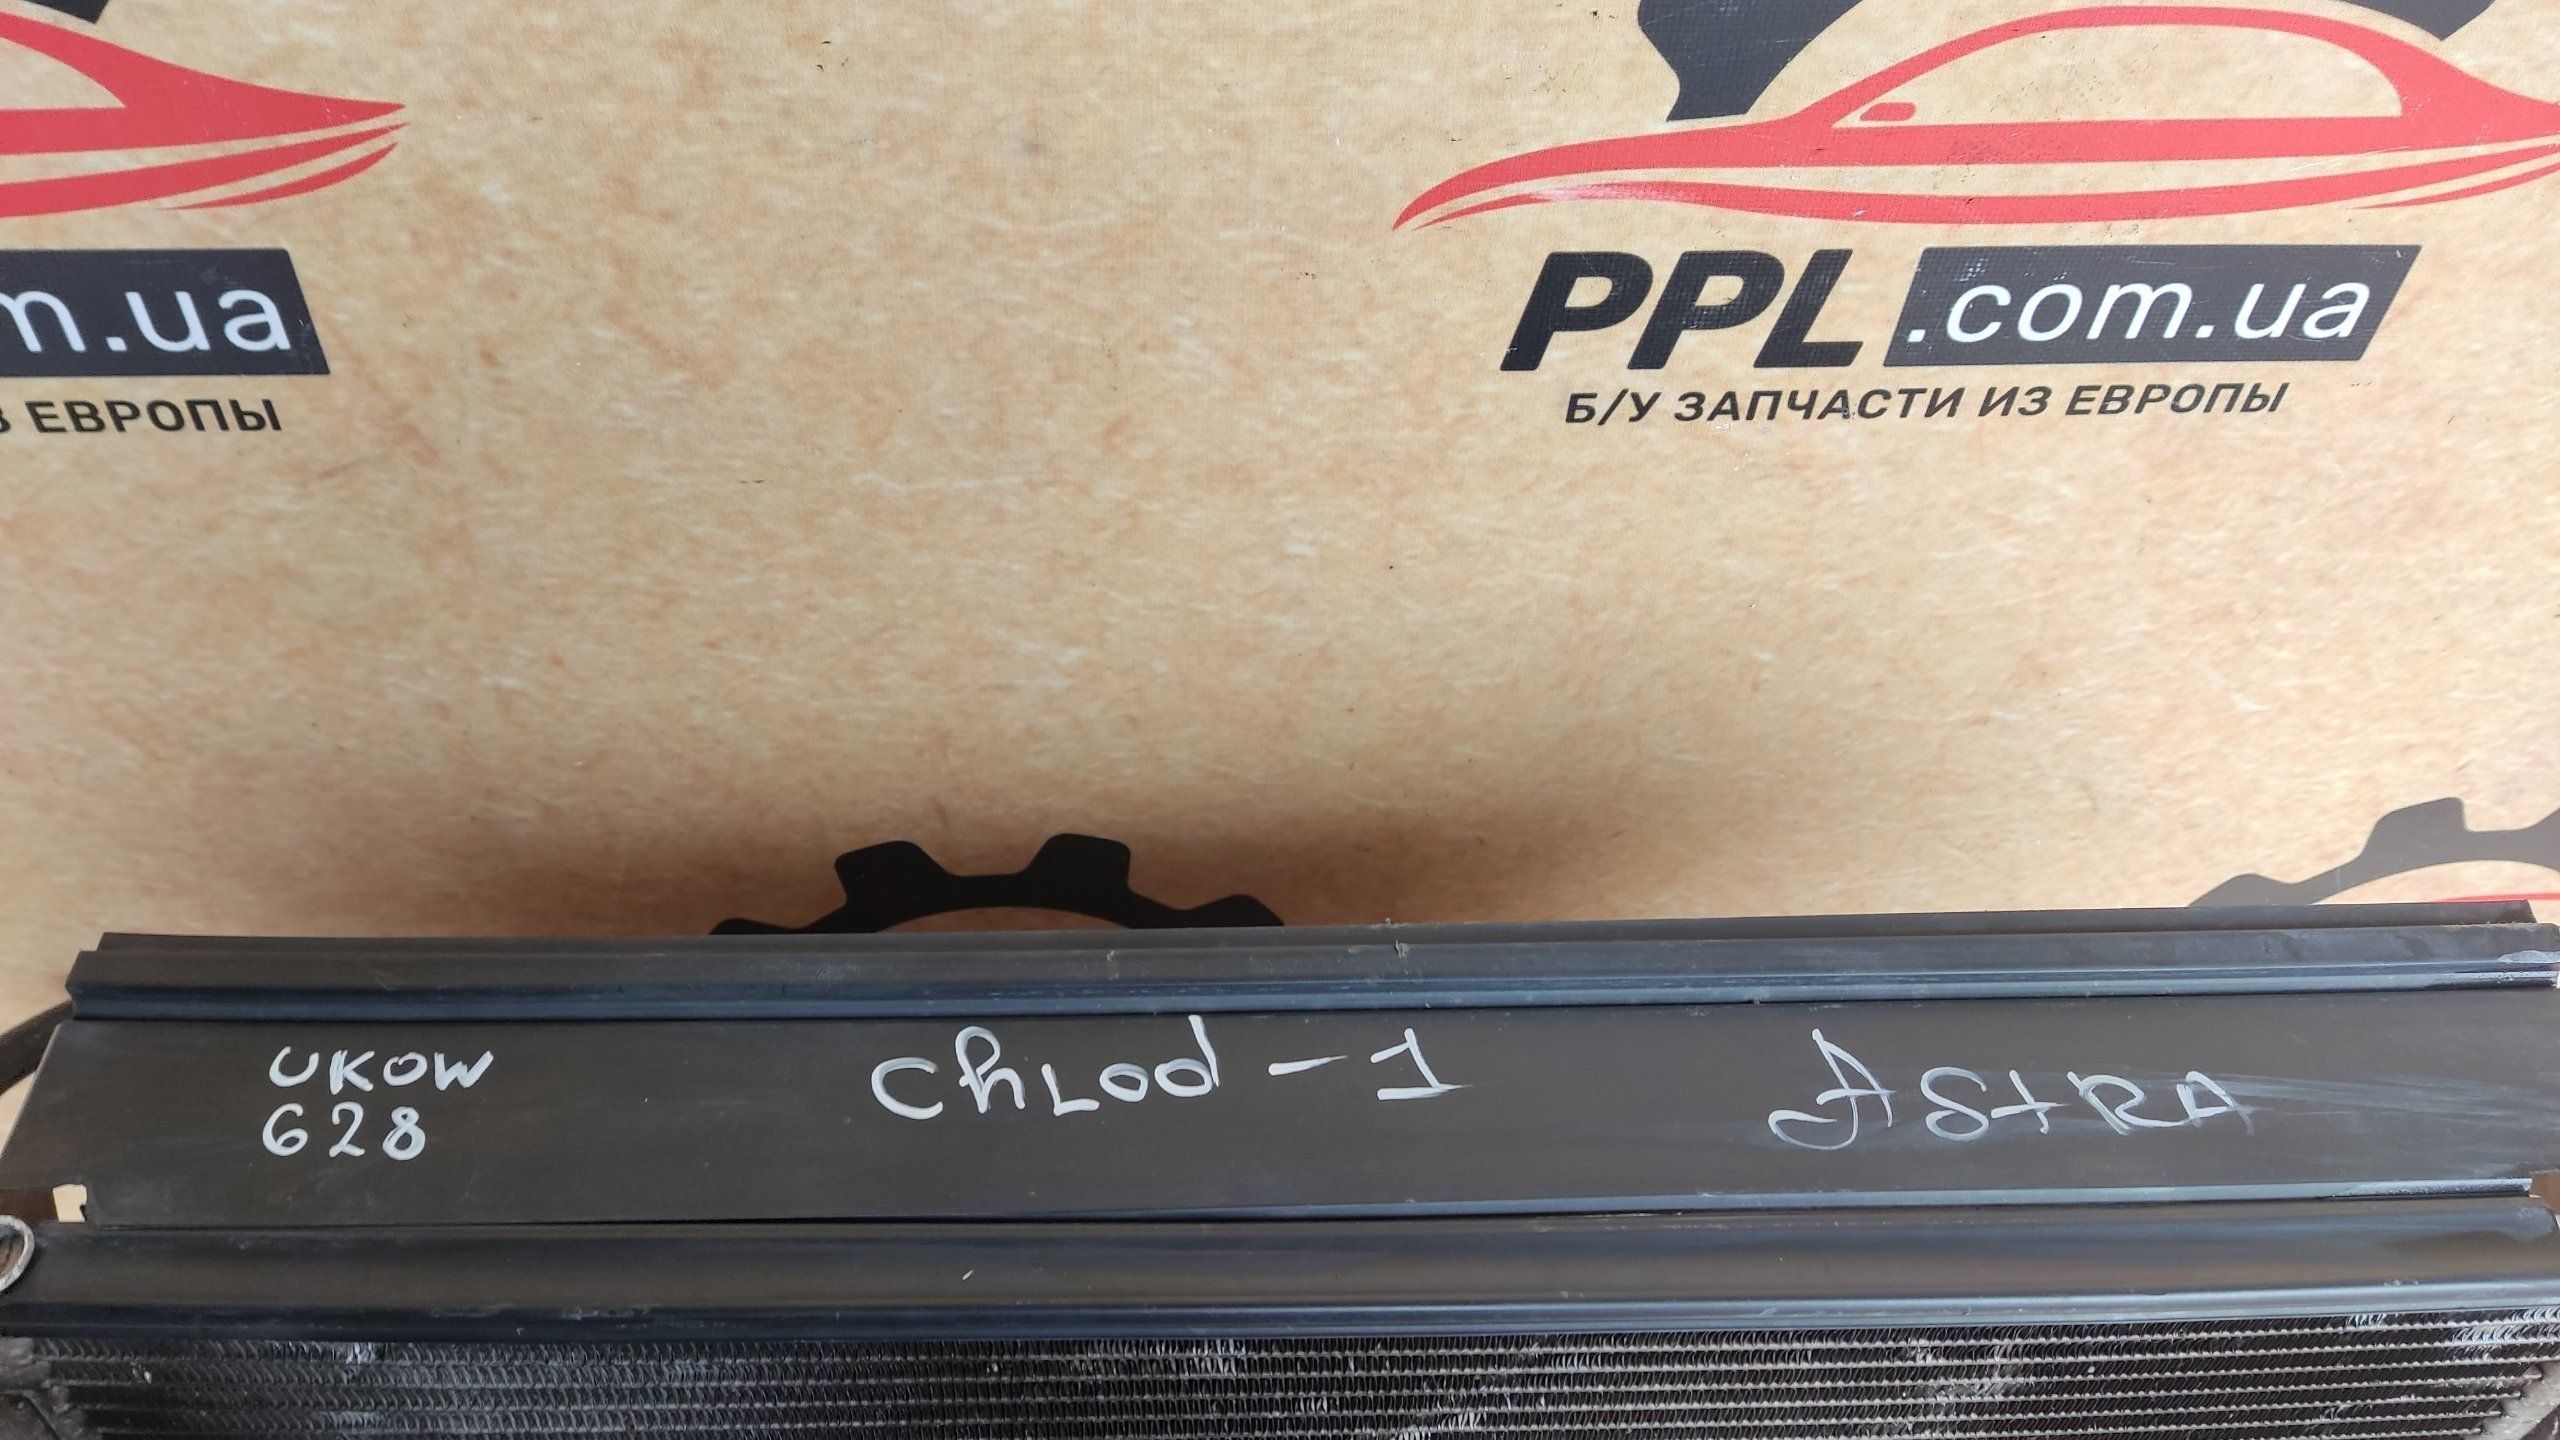 m.ua
З ЕВРОПЫ
PPL.com.ua
Б/У ЗАПЧАСТИ ИЗ ЕВРОПЫ
UKOW
628
ChLod-1
AStRA